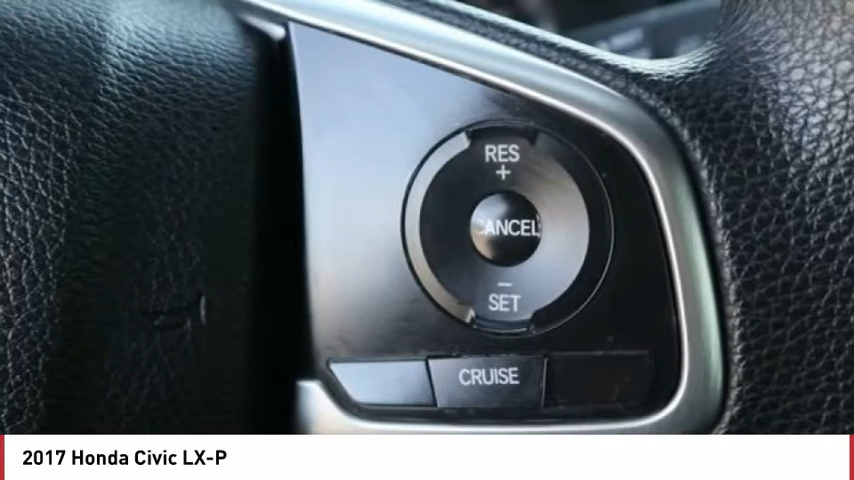 RES
+
CANCEL
−
SET
CRUISE
2017 Honda Civic LX-P